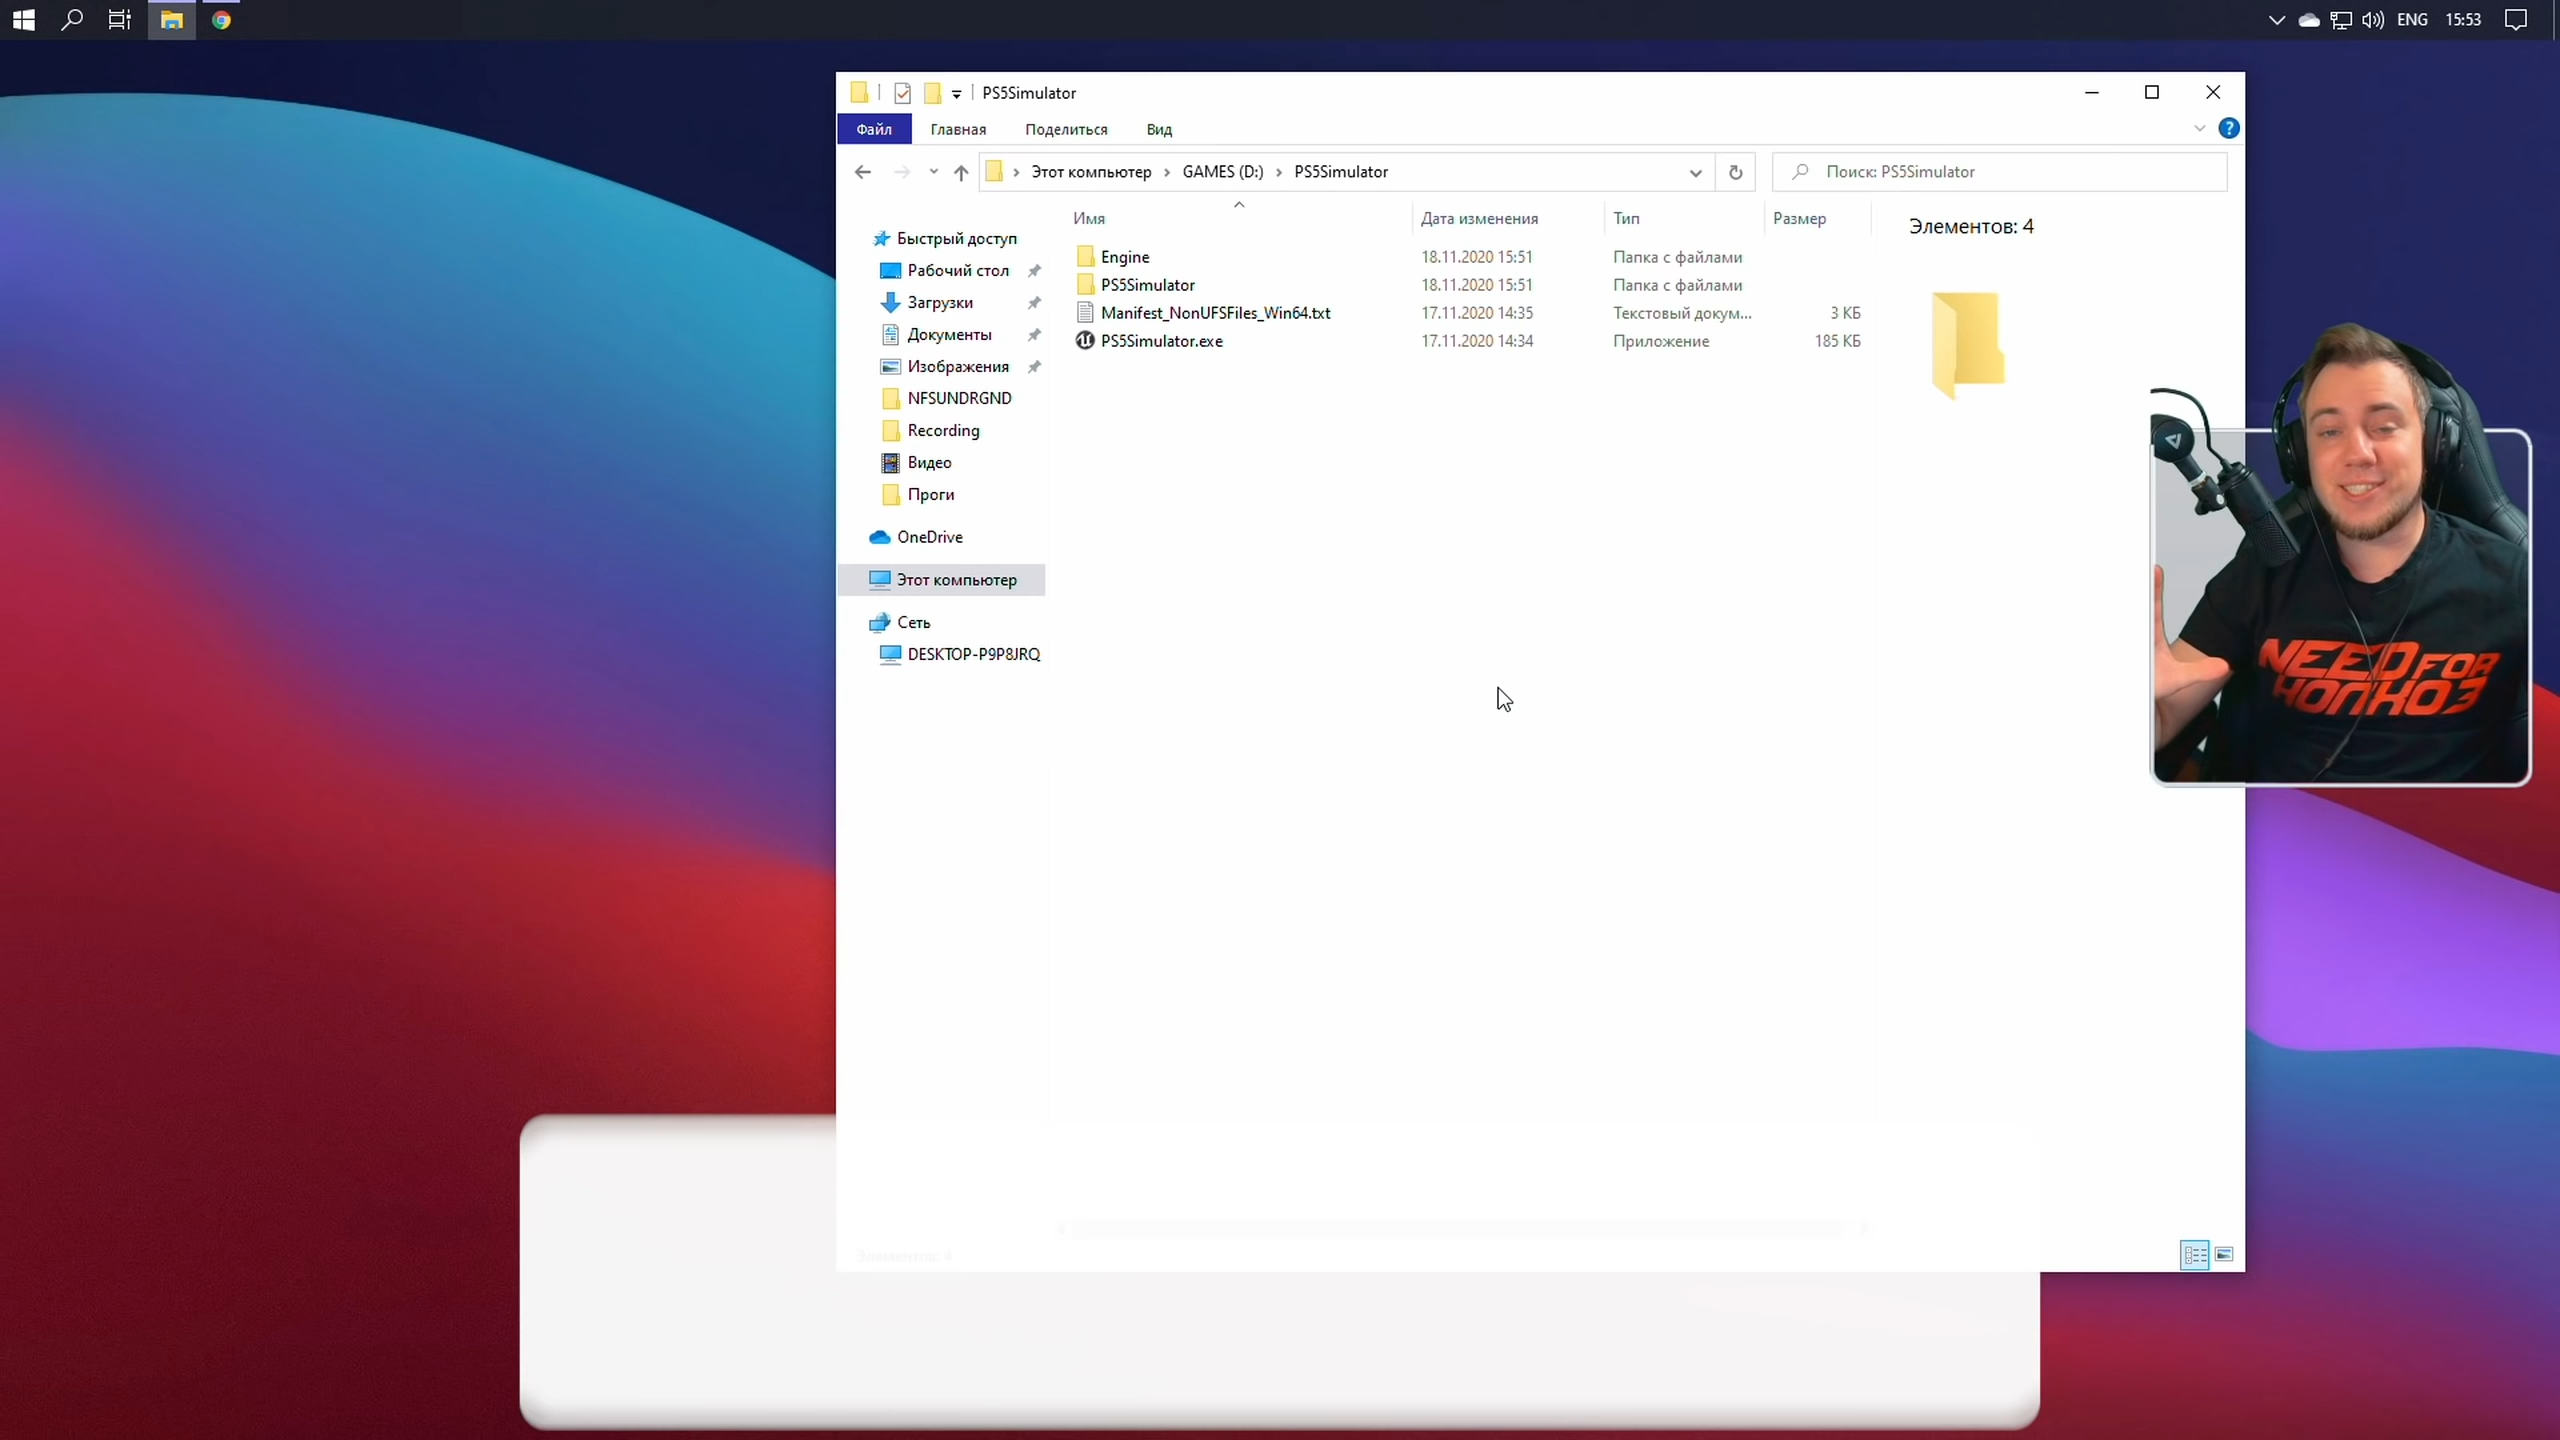 ENG 15:53
PS5Simulator
Файл Главная Поделиться Вид
Этот компьютер GAMES (D:) PS5Simulator
Поиск: PS5Simulator
Имя Дата изменения Тип Размер
Engine 18.11.2020 15:51 Папка с файлами
PS5Simulator 18.11.2020 15:51 Папка с файлами
Manifest_NonUFSFiles_Win64.txt 17.11.2020 14:35 Текстовый докум... 3 КБ
PS5Simulator.exe 17.11.2020 14:34 Приложение 185 КБ
Элементов: 4
Быстрый доступ
Рабочий стол
Загрузки
Документы
Изображения
NFSUNDRGND
Recording
Видео
Проги
OneDrive
Этот компьютер
Сеть
DESKTOP-P9P8JRQ
Элементов: 4
NEED FOR
КОПХОЗ